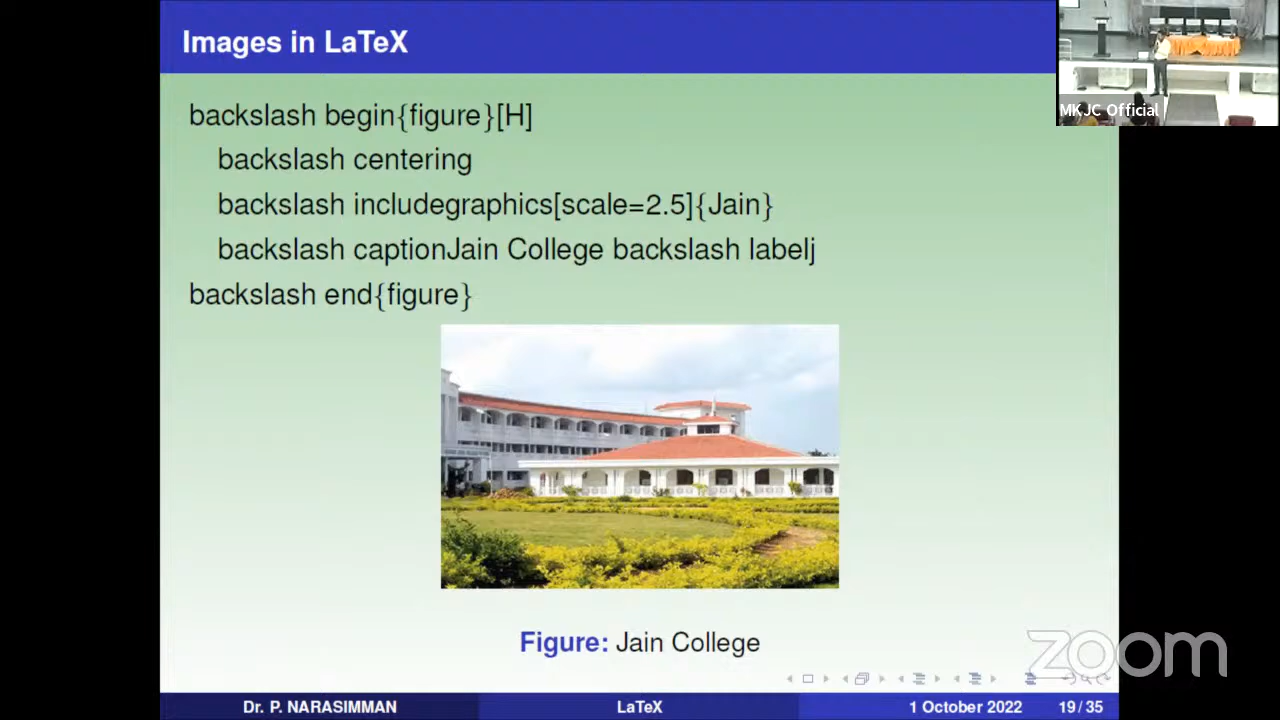 Images in LaTeX
MKJC Official
backslash begin{figure}[H]
backslash centering
backslash includegraphics[scale=2.5]{Jain}
backslash captionJain College backslash labelj
backslash end{figure}
Figure: Jain College
zoom
Dr. P. NARASIMMAN
LaTeX
1 October 2022
19 / 35